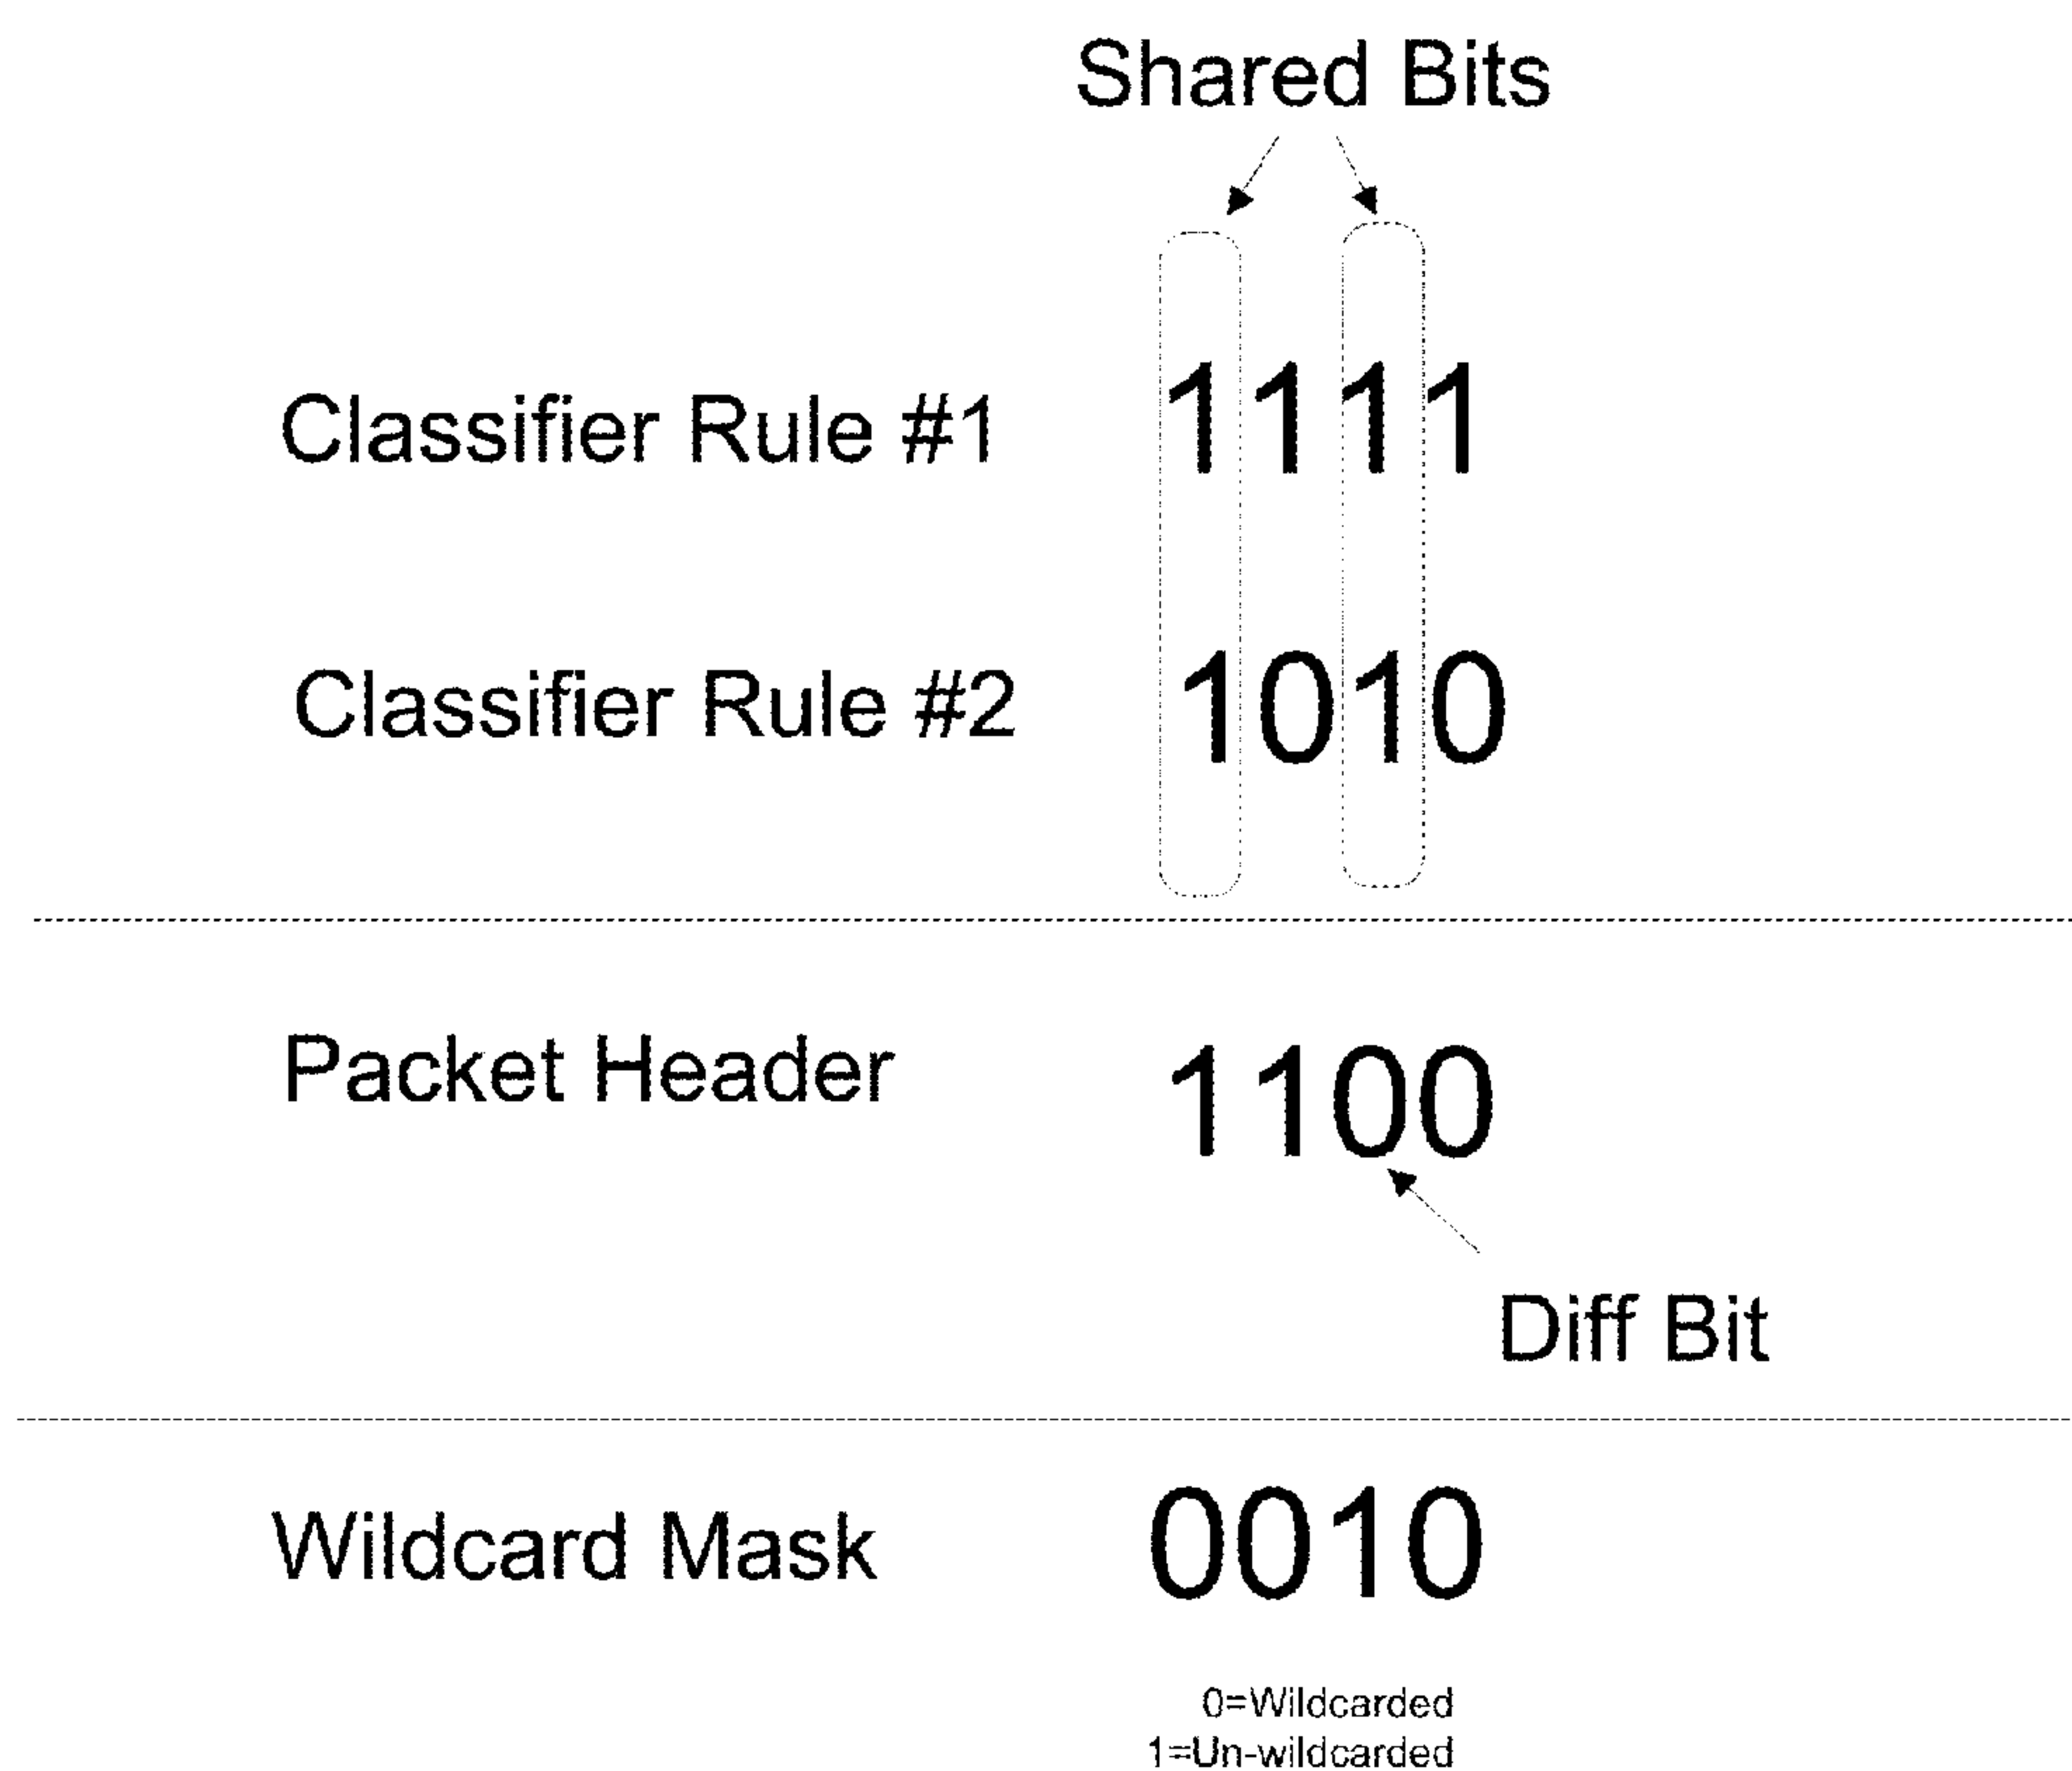 Shared Bits
Classifier Rule #1 1111
Classifier Rule #2 1010
Packet Header 1100
Diff Bit
Wildcard Mask 0010
0=Wildcarded
1=Un-wildcarded